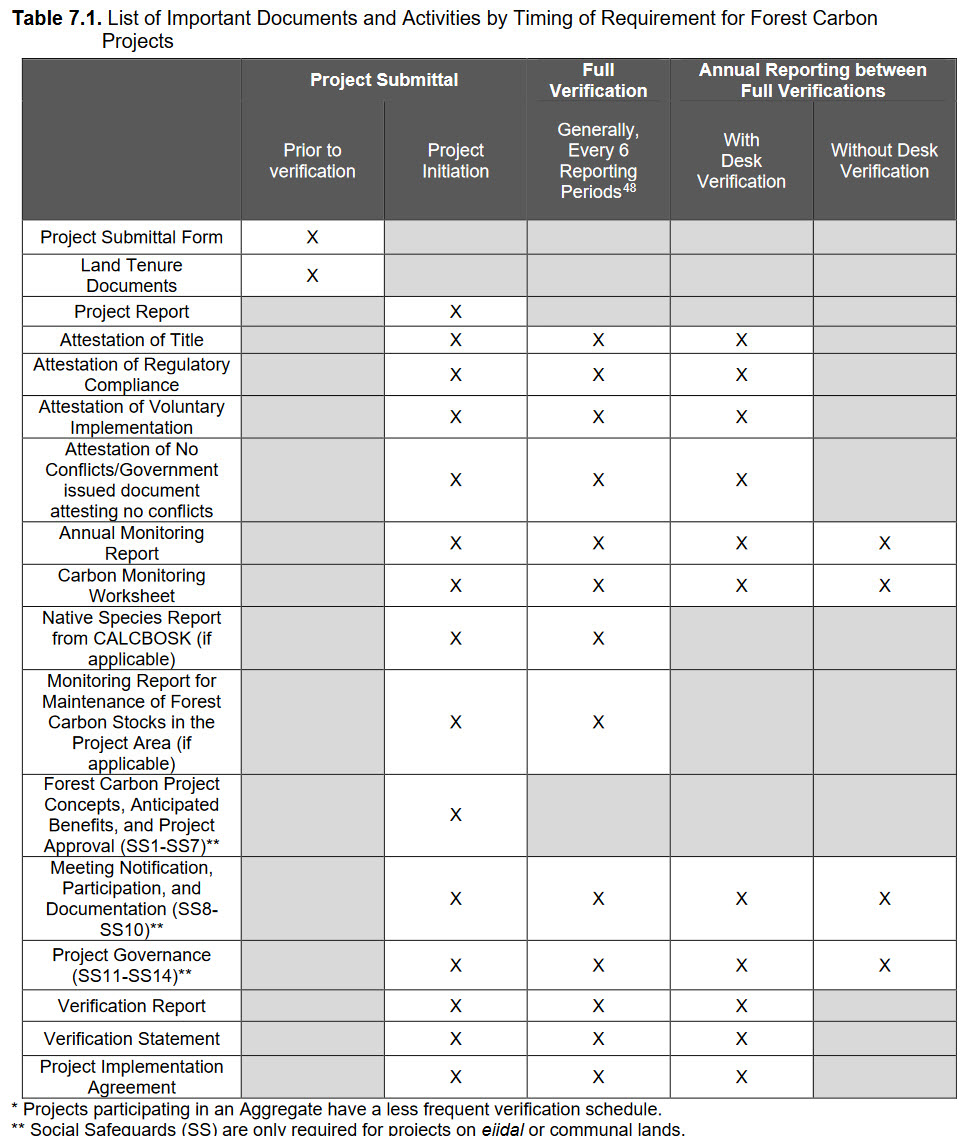 Table 7.1. List of Important Documents and Activities by Timing of Requirement for Forest Carbon
Projects
Project Submittal
Full
Verification
Annual Reporting between
Full Verifications
Prior to
verification
Project
Initiation
Generally,
Every 6
Reporting
Periods48
With
Desk
Verification
Without Desk
Verification
Project Submittal Form X
Land Tenure
Documents X
Project Report X
Attestation of Title X X X
Attestation of Regulatory
Compliance X X X
Attestation of Voluntary
Implementation X X X
Attestation of No
Conflicts/Government
issued document
attesting no conflicts X X X
Annual Monitoring
Report X X X X
Carbon Monitoring
Worksheet X X X X
Native Species Report
from CALCBOSK (if
applicable) X X
Monitoring Report for
Maintenance of Forest
Carbon Stocks in the
Project Area (if
applicable) X X
Forest Carbon Project
Concepts, Anticipated
Benefits, and Project
Approval (SS1-SS7)** X
Meeting Notification,
Participation, and
Documentation (SS8-
SS10)** X X X X
Project Governance
(SS11-SS14)** X X X X
Verification Report X X X
Verification Statement X X X
Project Implementation
Agreement X X X
* Projects participating in an Aggregate have a less frequent verification schedule.
** Social Safeguards (SS) are only required for projects on ejidal or communal lands.